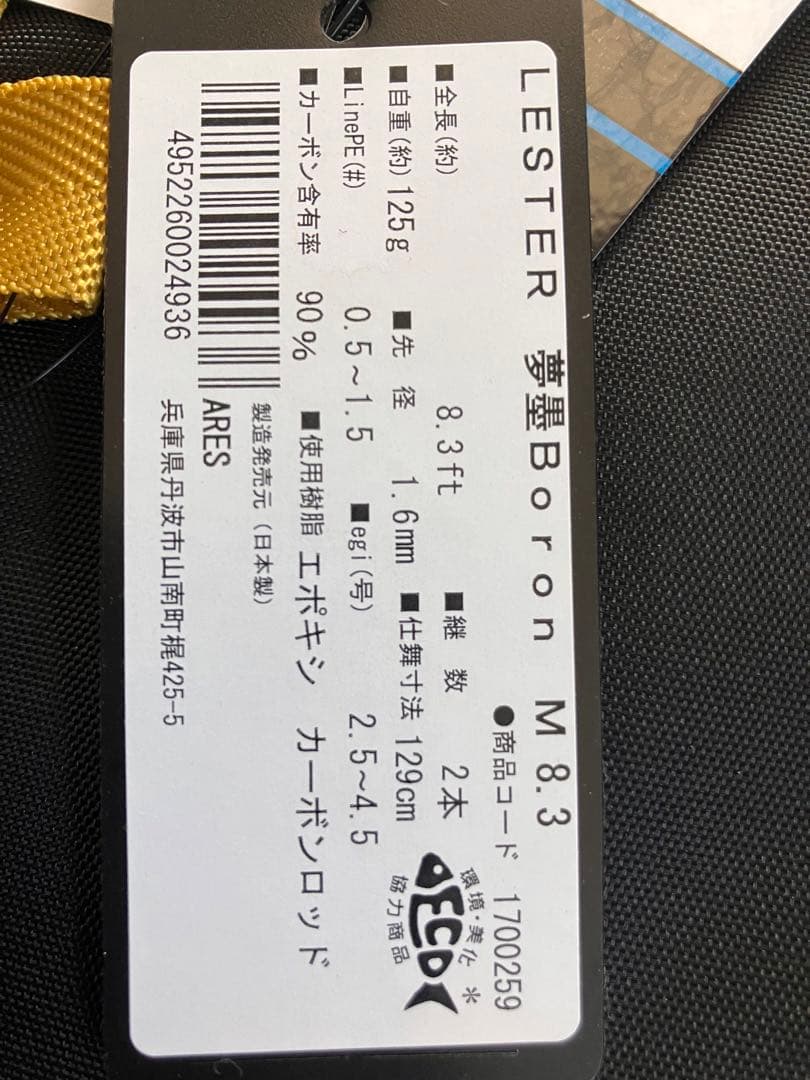 LESTER 夢墨Boron M 8.3
●商品コード 1700259
■全長(約) 8.3ft ■継数 2本
■自重(約) 125g ■先径 1.6mm ■仕舞寸法 129cm
■LinePE(#) 0.5~1.5 ■egi(号) 2.5~4.5
■カーボン含有率 90% ■使用樹脂 エポキシ カーボンロッド
環境・美化*
ECO
協力商品
製造発売元(日本製)
ARES
兵庫県丹波市山南町梶425-5
4952260024936